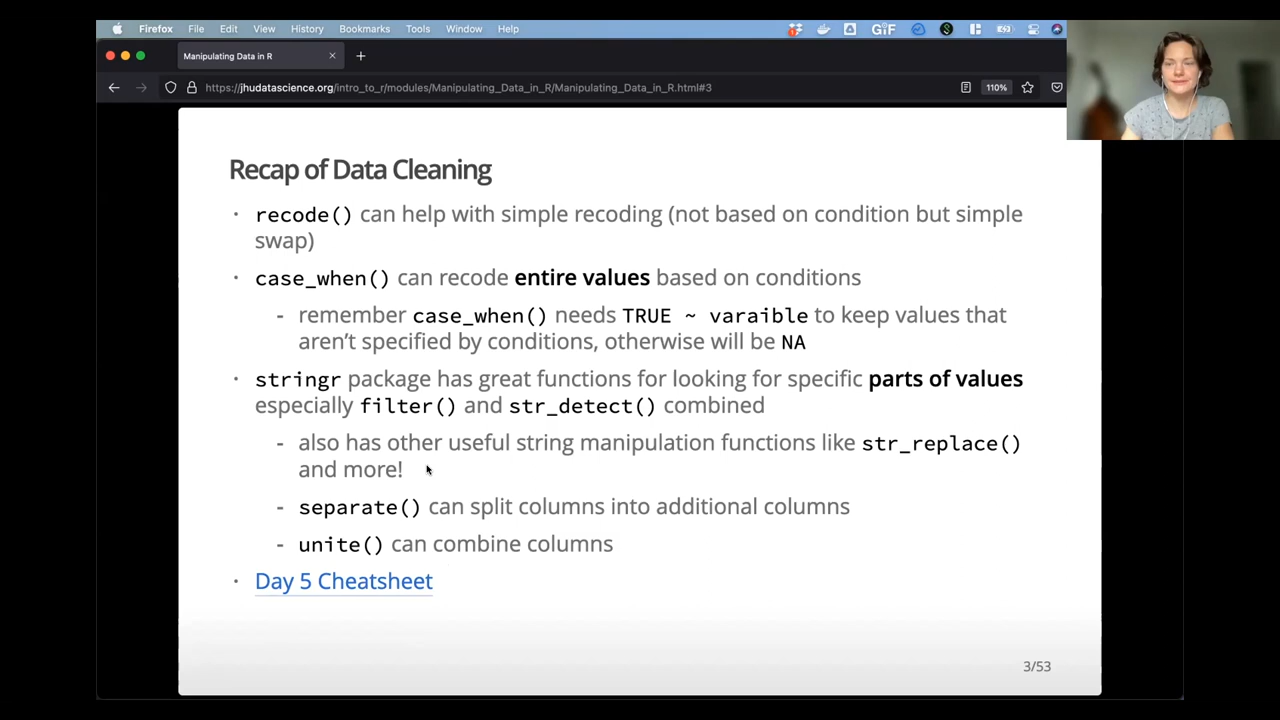 Firefox File Edit View History Bookmarks Tools Window Help
GIF
Manipulating Data in R
https://jhudatascience.org/intro_to_r/modules/Manipulating_Data_in_R/Manipulating_Data_in_R.html#3
110%
Recap of Data Cleaning
· recode() can help with simple recoding (not based on condition but simple
swap)
· case_when() can recode entire values based on conditions
- remember case_when() needs TRUE ~ varaible to keep values that
aren’t specified by conditions, otherwise will be NA
· stringr package has great functions for looking for specific parts of values
especially filter() and str_detect() combined
- also has other useful string manipulation functions like str_replace()
and more!
- separate() can split columns into additional columns
- unite() can combine columns
· Day 5 Cheatsheet
3/53